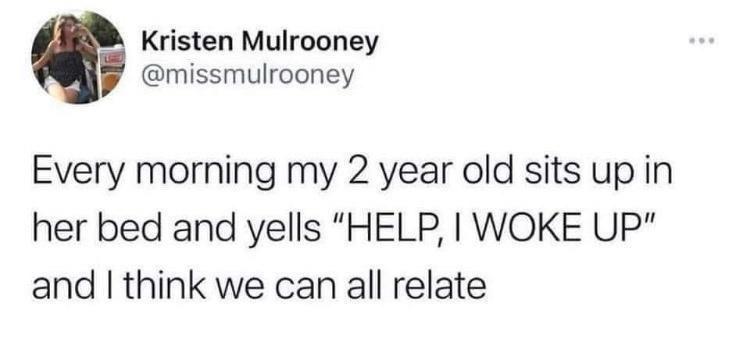 Kristen Mulrooney
@missmulrooney
Every morning my 2 year old sits up in
her bed and yells “HELP, I WOKE UP”
and I think we can all relate